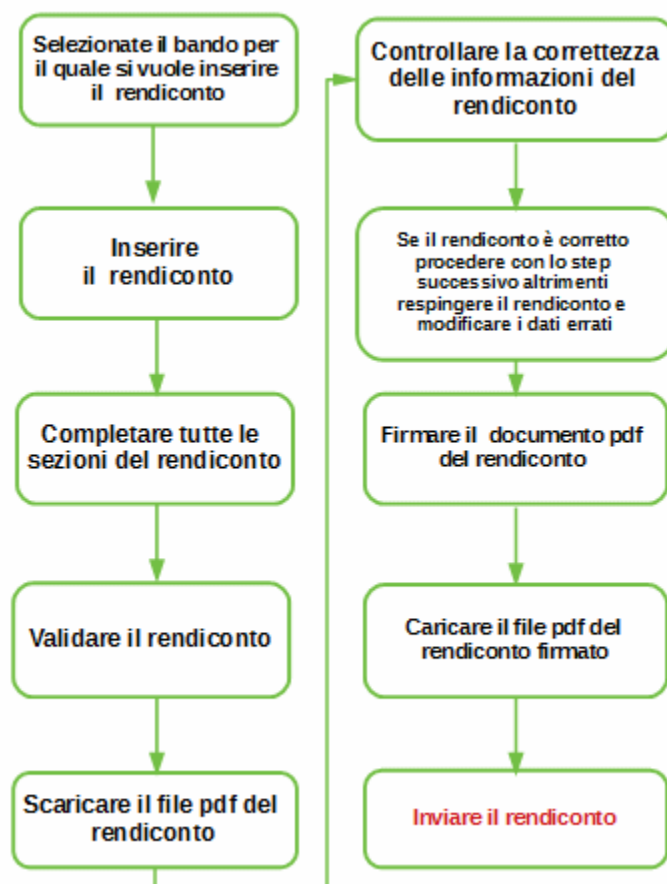 Selezionate il bando per
il quale si vuole inserire
il rendiconto
Inserire
il rendiconto
Completare tutte le
sezioni del rendiconto
Validare il rendiconto
Scaricare il file pdf del
rendiconto
Controllare la correttezza
delle informazioni del
rendiconto
Se il rendiconto è corretto
procedere con lo step
successivo altrimenti
respingere il rendiconto e
modificare i dati errati
Firmare il documento pdf
del rendiconto
Caricare il file pdf del
rendiconto firmato
Inviare il rendiconto